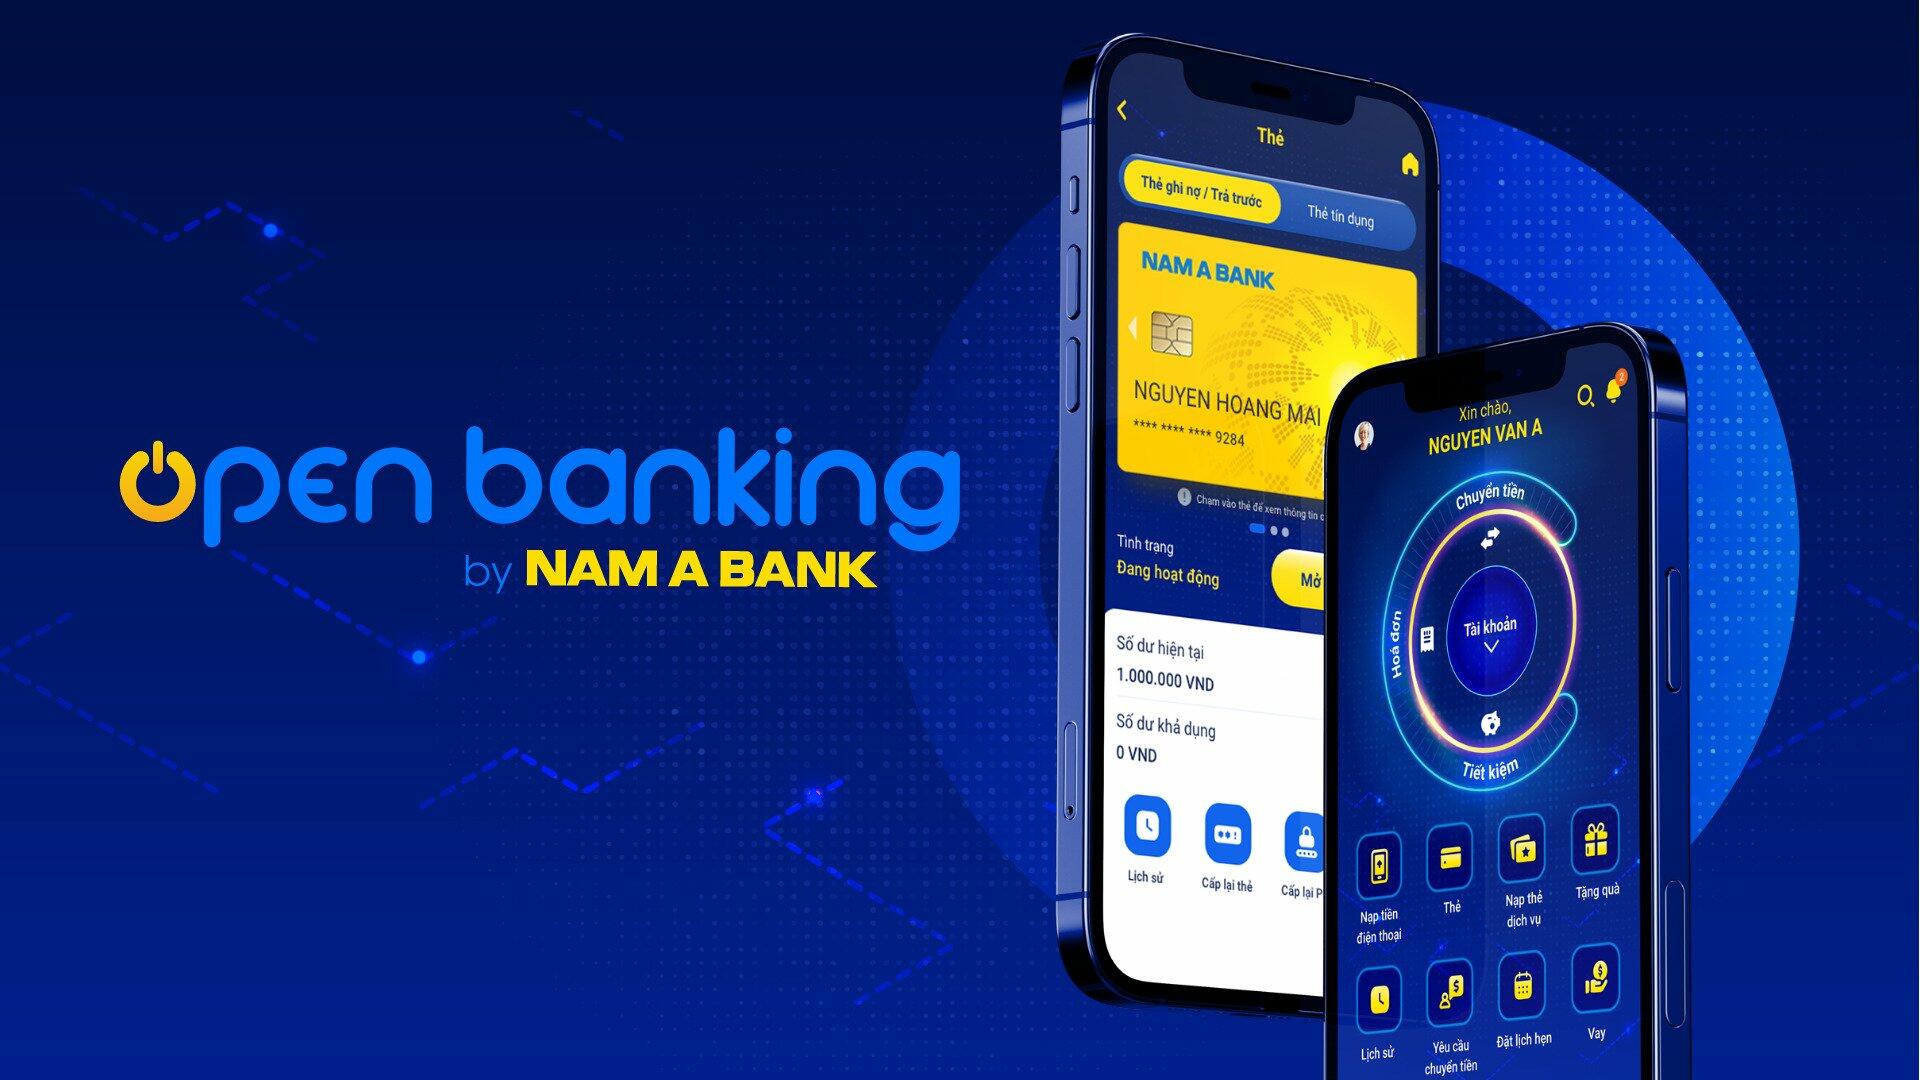 open banking
by NAM A BANK
Thẻ
Thẻ ghi nợ / Trả trước
Thẻ tín dụng
NAM A BANK
NGUYEN HOANG MAI
**** **** **** 9284
Chạm vào thẻ để xem thông tin c
Tình trạng
Đang hoạt động
Mở
Số dư hiện tại
1.000.000 VND
Số dư khả dụng
0 VND
Lịch sử
Cấp lại thẻ
Cấp lại P
2
Xin chào,
NGUYEN VAN A
Chuyển tiền
Hoá đơn
Tài khoản
Tiết kiệm
Nạp tiền
điện thoại
Thẻ
Nạp thẻ
dịch vụ
Tặng quà
Lịch sử
Yêu cầu
chuyển tiền
Đặt lịch hẹn
Vay